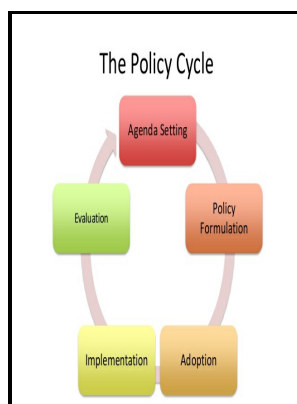 The Policy Cycle
Agenda Setting
Policy
Formulation
Adoption
Implementation
Evaluation